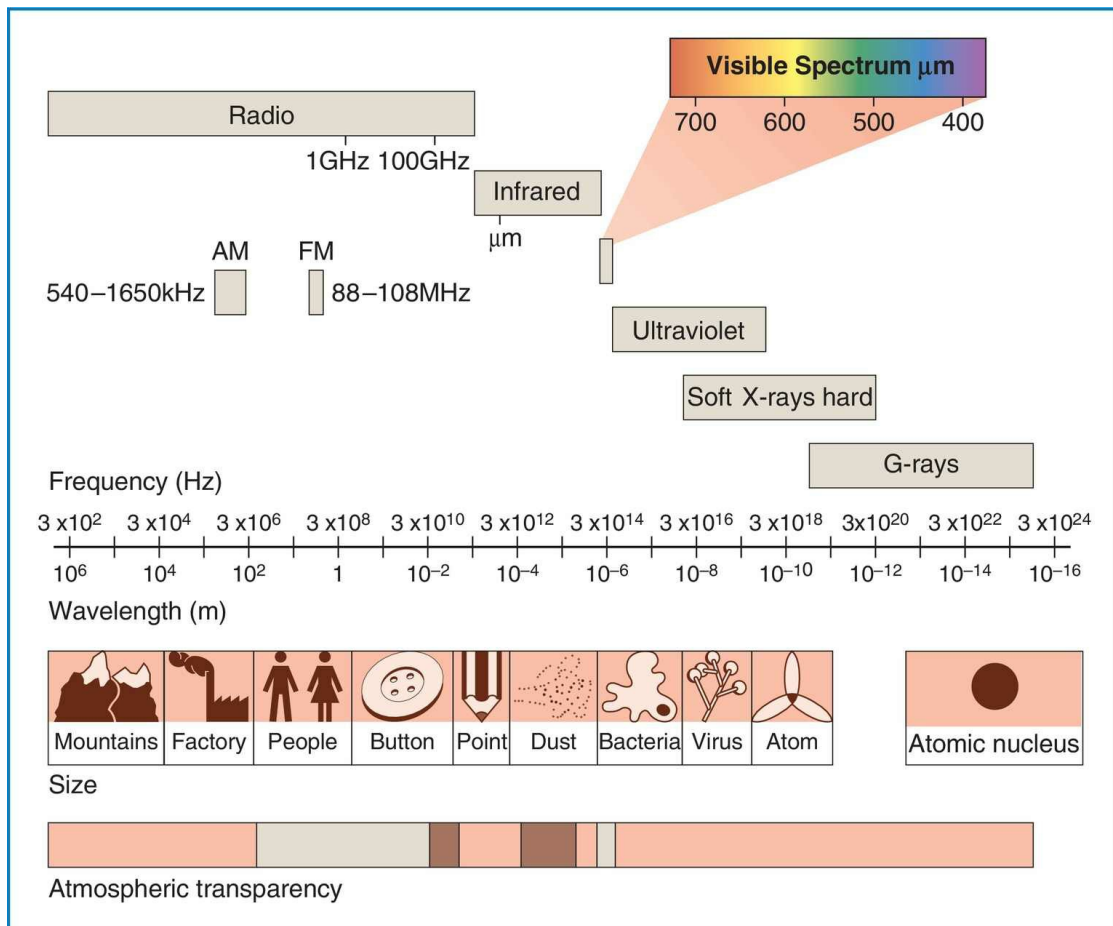 Visible Spectrum μm
700 600 500 400
Radio
1GHz 100GHz
Infrared
μm
AM FM
540–1650kHz 88–108MHz
Ultraviolet
Soft X-rays hard
G-rays
Frequency (Hz)
3 x10² 3 x10⁴ 3 x10⁶ 3 x10⁸ 3 x10¹⁰ 3 x10¹² 3 x10¹⁴ 3 x10¹⁶ 3 x10¹⁸ 3x10²⁰ 3 x10²² 3 x10²⁴
10⁶ 10⁴ 10² 1 10⁻² 10⁻⁴ 10⁻⁶ 10⁻⁸ 10⁻¹⁰ 10⁻¹² 10⁻¹⁴ 10⁻¹⁶
Wavelength (m)
Mountains Factory People Button Point Dust Bacteria Virus Atom Atomic nucleus
Size
Atmospheric transparency